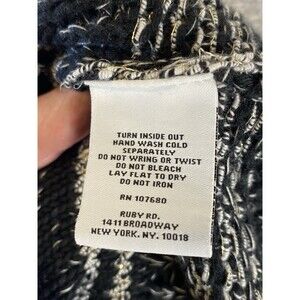 TURN INSIDE OUT
HAND WASH COLD
SEPARATELY
DO NOT WRING OR TWIST
DO NOT BLEACH
LAY FLAT TO DRY
DO NOT IRON
RN 107680
RUBY RD.
1411 BROADWAY
NEW YORK. NY. 10018